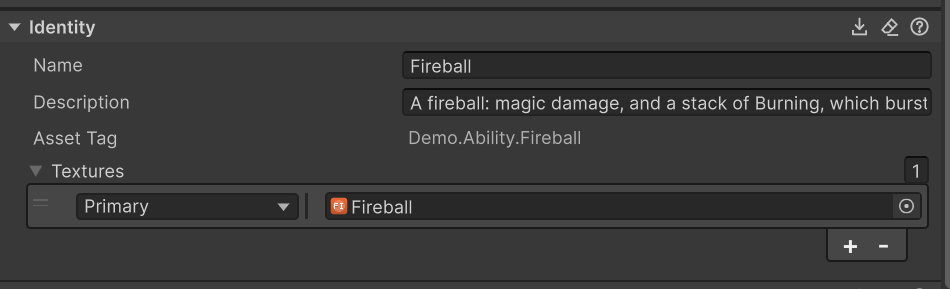 Identity
Name
Fireball
Description
A fireball: magic damage, and a stack of Burning, which burst
Asset Tag
Demo.Ability.Fireball
Textures
1
Primary
FI Fireball
+ -